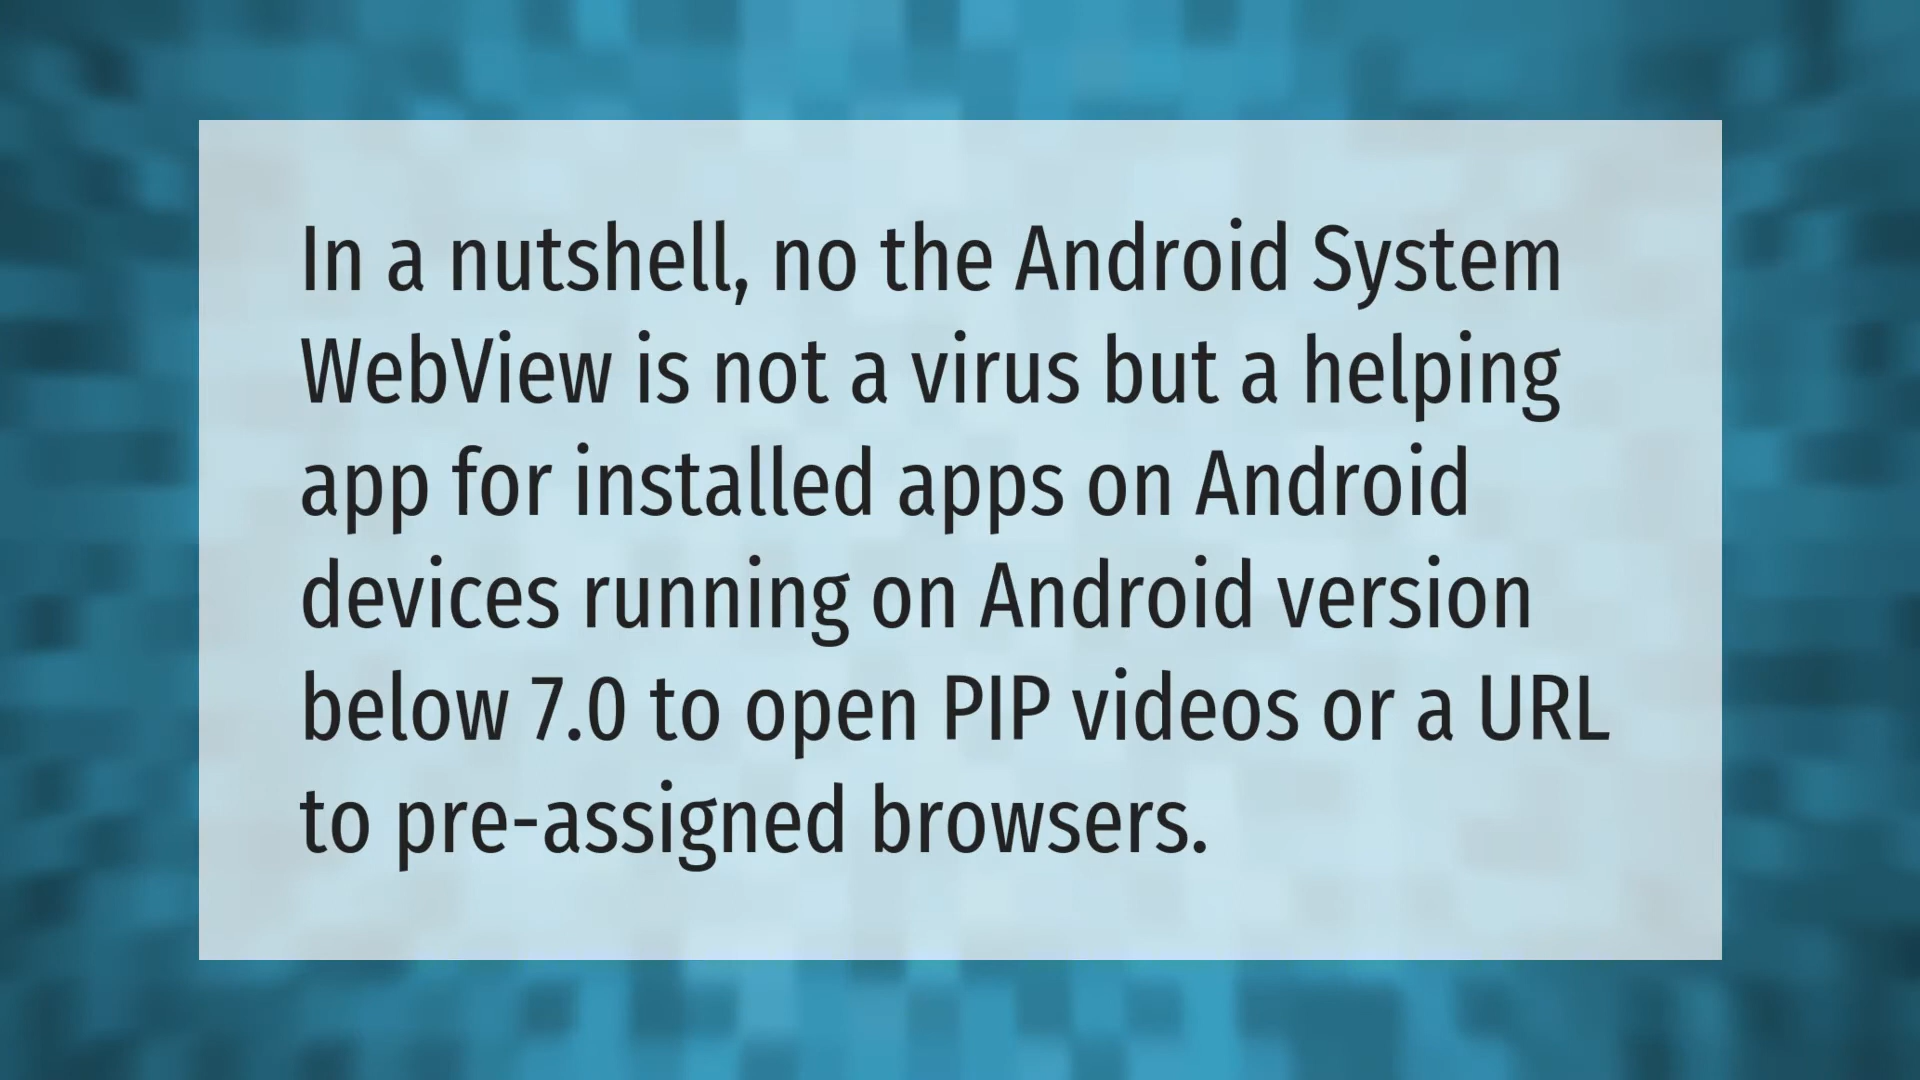 In a nutshell, no the Android System
WebView is not a virus but a helping
app for installed apps on Android
devices running on Android version
below 7.0 to open PIP videos or a URL
to pre-assigned browsers.